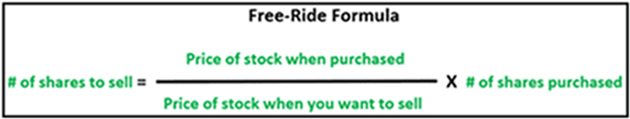 Free-Ride Formula
Price of stock when purchased
# of shares to sell = X # of shares purchased
Price of stock when you want to sell